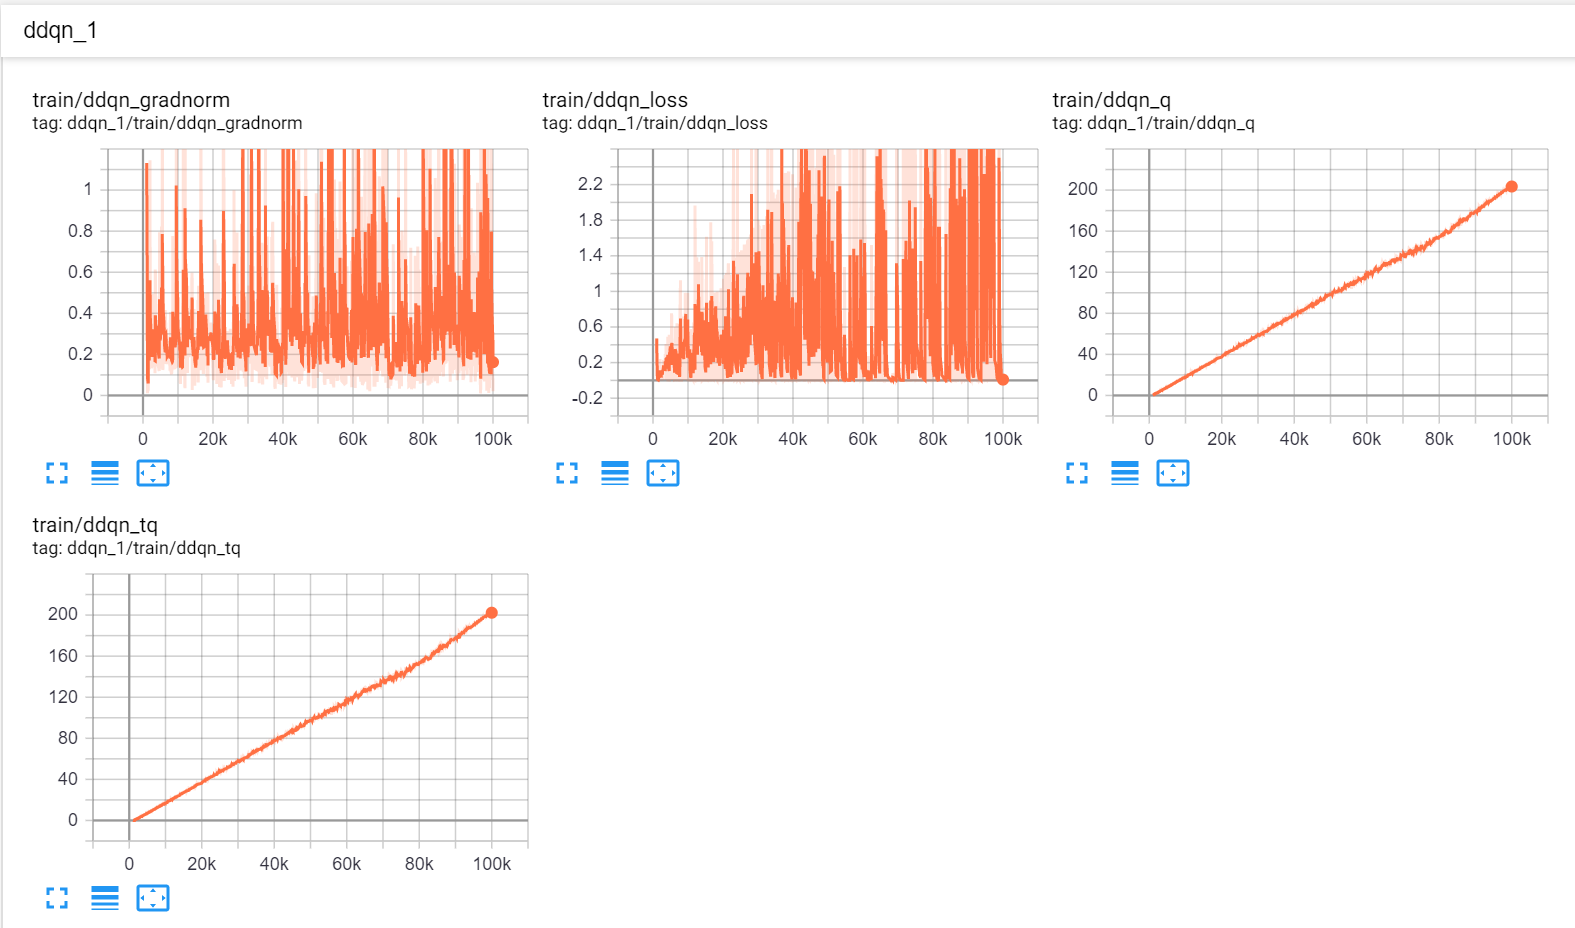 ddqn_1
train/ddqn_gradnorm
tag: ddqn_1/train/ddqn_gradnorm
1
0.8
0.6
0.4
0.2
0
0 20k 40k 60k 80k 100k
train/ddqn_loss
tag: ddqn_1/train/ddqn_loss
2.2
1.8
1.4
1
0.6
0.2
-0.2
0 20k 40k 60k 80k 100k
train/ddqn_q
tag: ddqn_1/train/ddqn_q
200
160
120
80
40
0
0 20k 40k 60k 80k 100k
train/ddqn_tq
tag: ddqn_1/train/ddqn_tq
200
160
120
80
40
0
0 20k 40k 60k 80k 100k